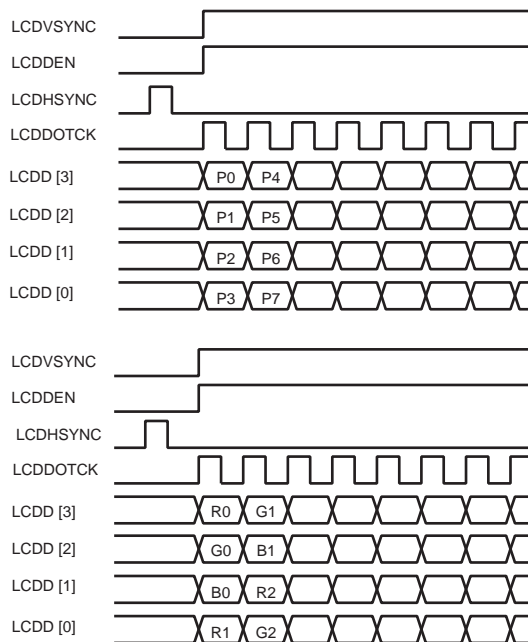 LCDVSYNC
LCDDEN
LCDHSYNC
LCDDOTCK
LCDD [3] P0 P4
LCDD [2] P1 P5
LCDD [1] P2 P6
LCDD [0] P3 P7
LCDVSYNC
LCDDEN
LCDHSYNC
LCDDOTCK
LCDD [3] R0 G1
LCDD [2] G0 B1
LCDD [1] B0 R2
LCDD [0] R1 G2